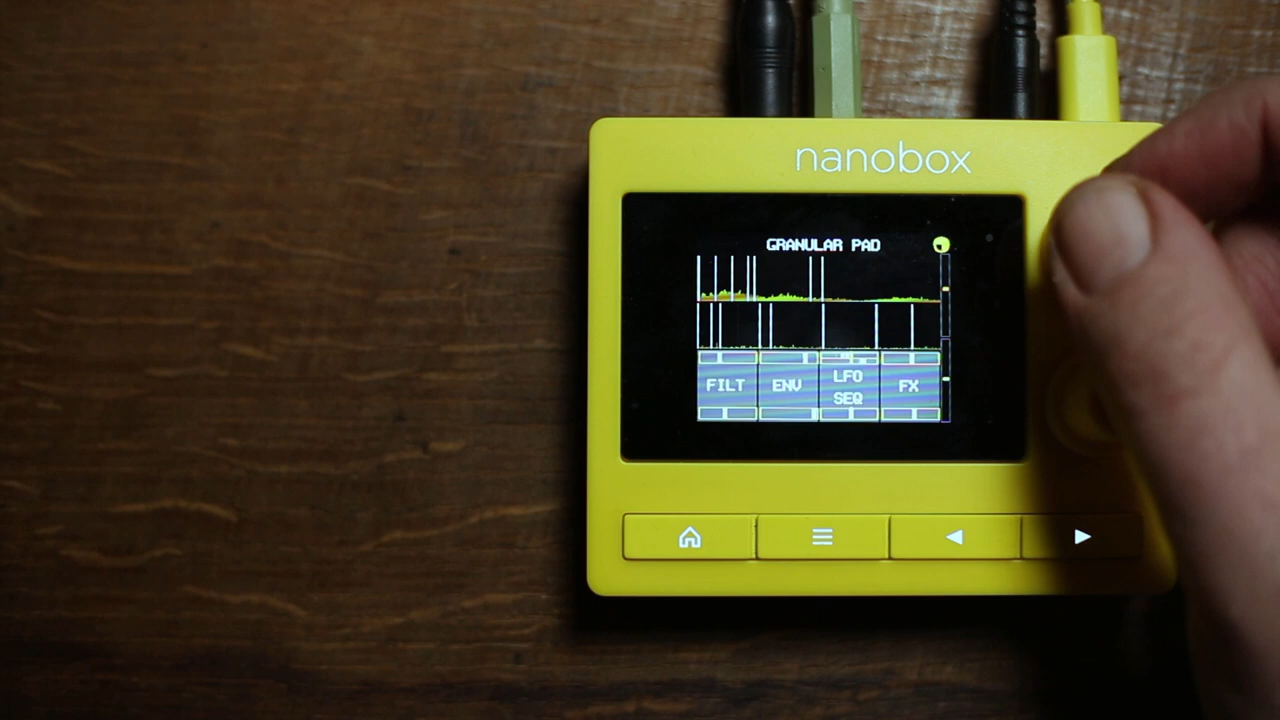 nanobox
GRANULAR PAD
FILT
ENV
LFO
SEQ
FX